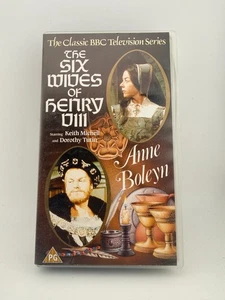 The Classic BBC Television Series
THE
SIX
WIVES
OF
HENRY
VIII
starring Keith Michell
and Dorothy Tutin
Anne
Boleyn
PG